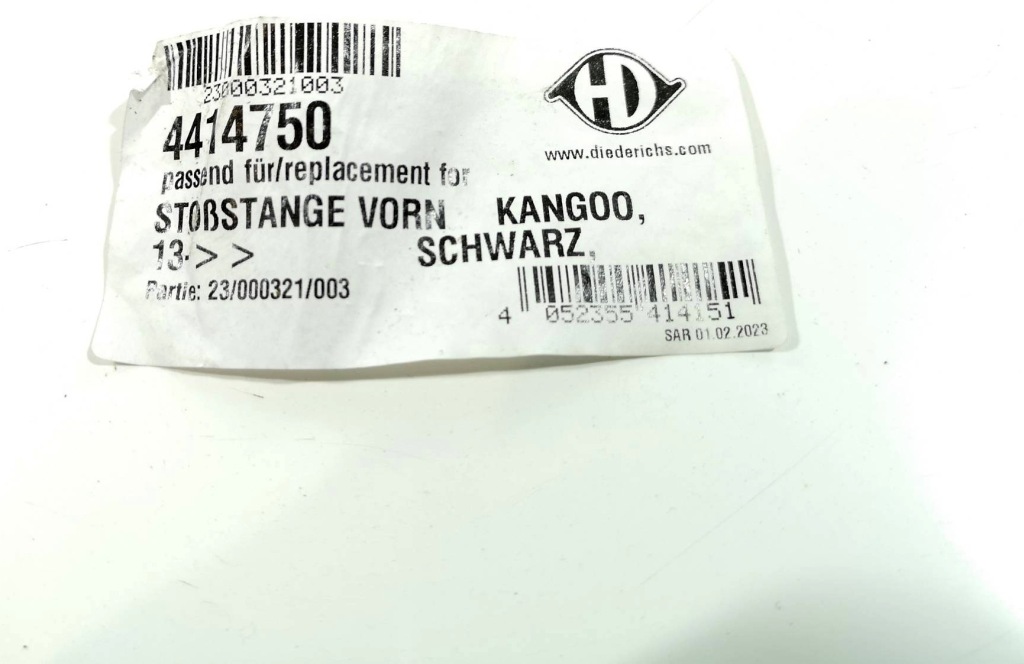 23000321003
4414750
HD
www.diederichs.com
passend für/replacement for
STOßSTANGE VORN KANGOO,
13-> > SCHWARZ,
Partie: 23/000321/003
4 052355 414151
SAR 01.02.2023